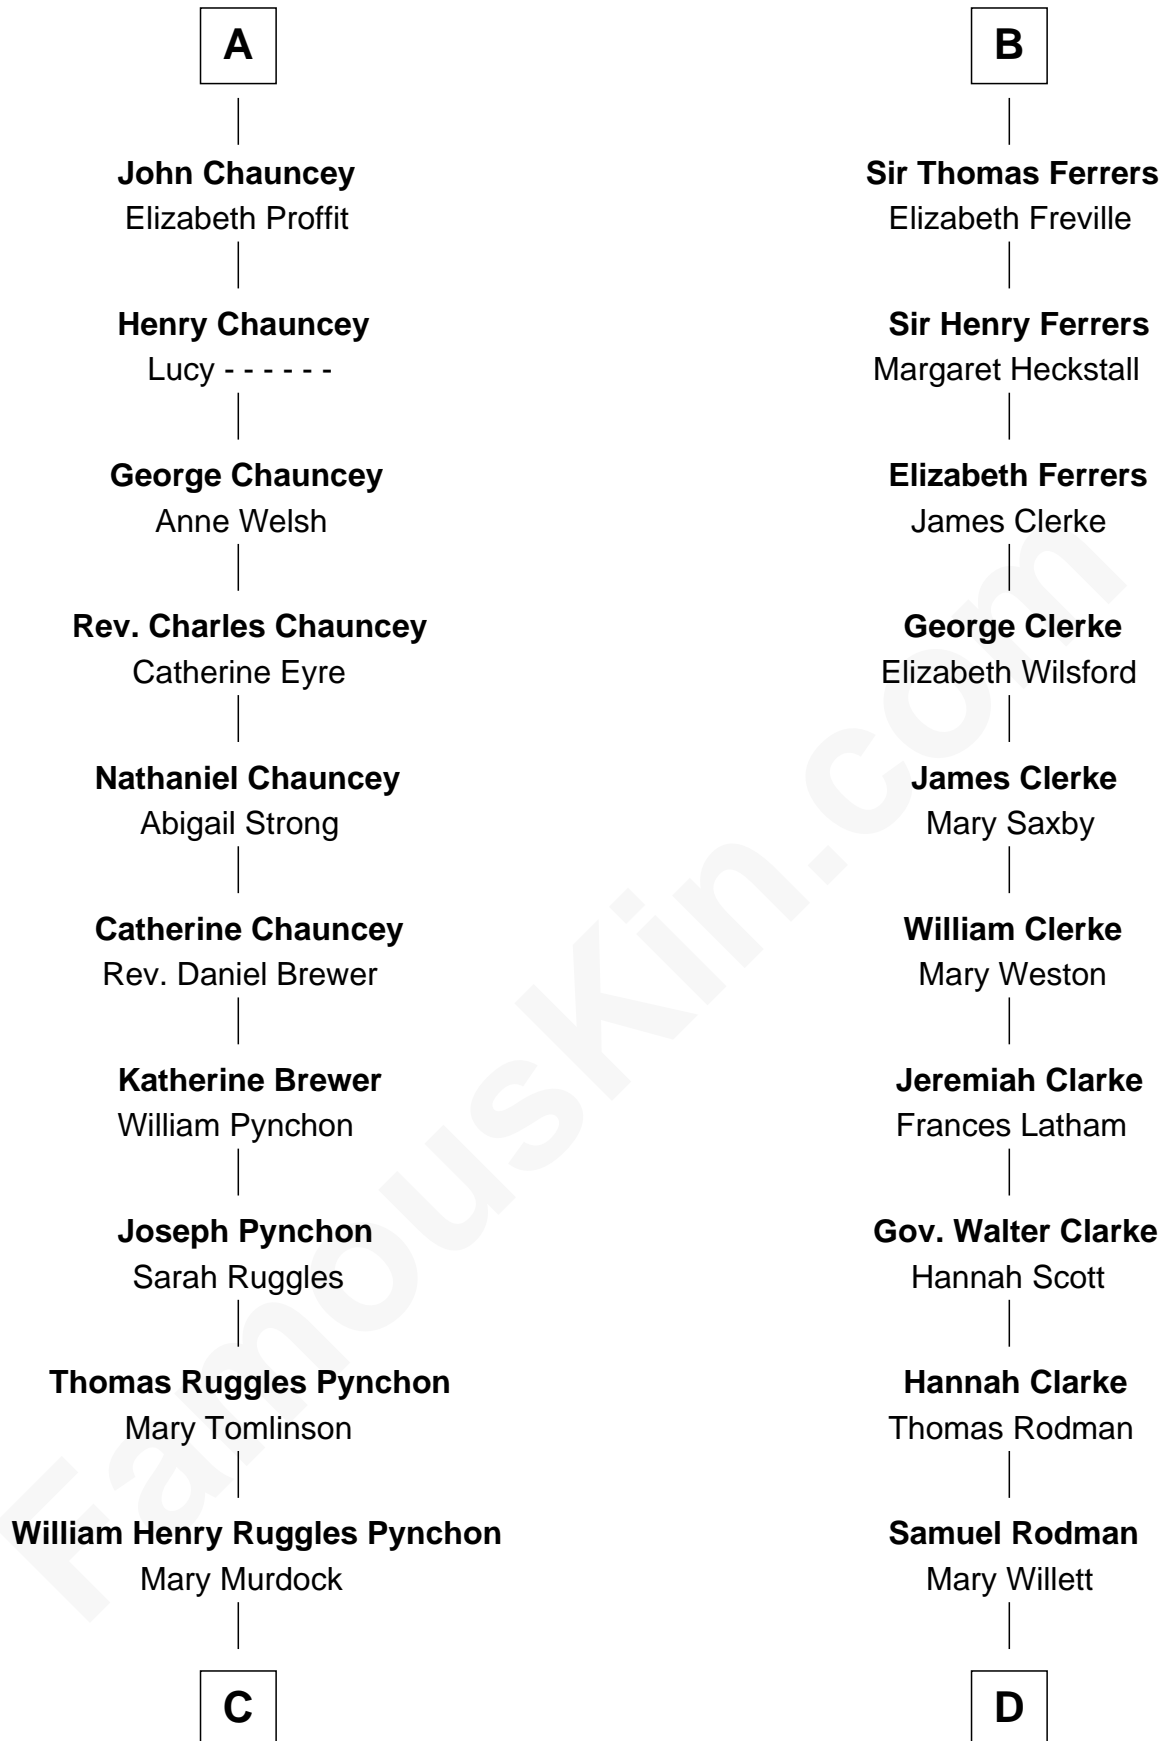 A
John Chauncey
Elizabeth Proffit
Henry Chauncey
Lucy - - - - - -
George Chauncey
Anne Welsh
Rev. Charles Chauncey
Catherine Eyre
Nathaniel Chauncey
Abigail Strong
Catherine Chauncey
Rev. Daniel Brewer
Katherine Brewer
William Pynchon
Joseph Pynchon
Sarah Ruggles
Thomas Ruggles Pynchon
Mary Tomlinson
William Henry Ruggles Pynchon
Mary Murdock
C
B
Sir Thomas Ferrers
Elizabeth Freville
Sir Henry Ferrers
Margaret Heckstall
Elizabeth Ferrers
James Clerke
George Clerke
Elizabeth Wilsford
James Clerke
Mary Saxby
William Clerke
Mary Weston
Jeremiah Clarke
Frances Latham
Gov. Walter Clarke
Hannah Scott
Hannah Clarke
Thomas Rodman
Samuel Rodman
Mary Willett
D
FamousKin.com